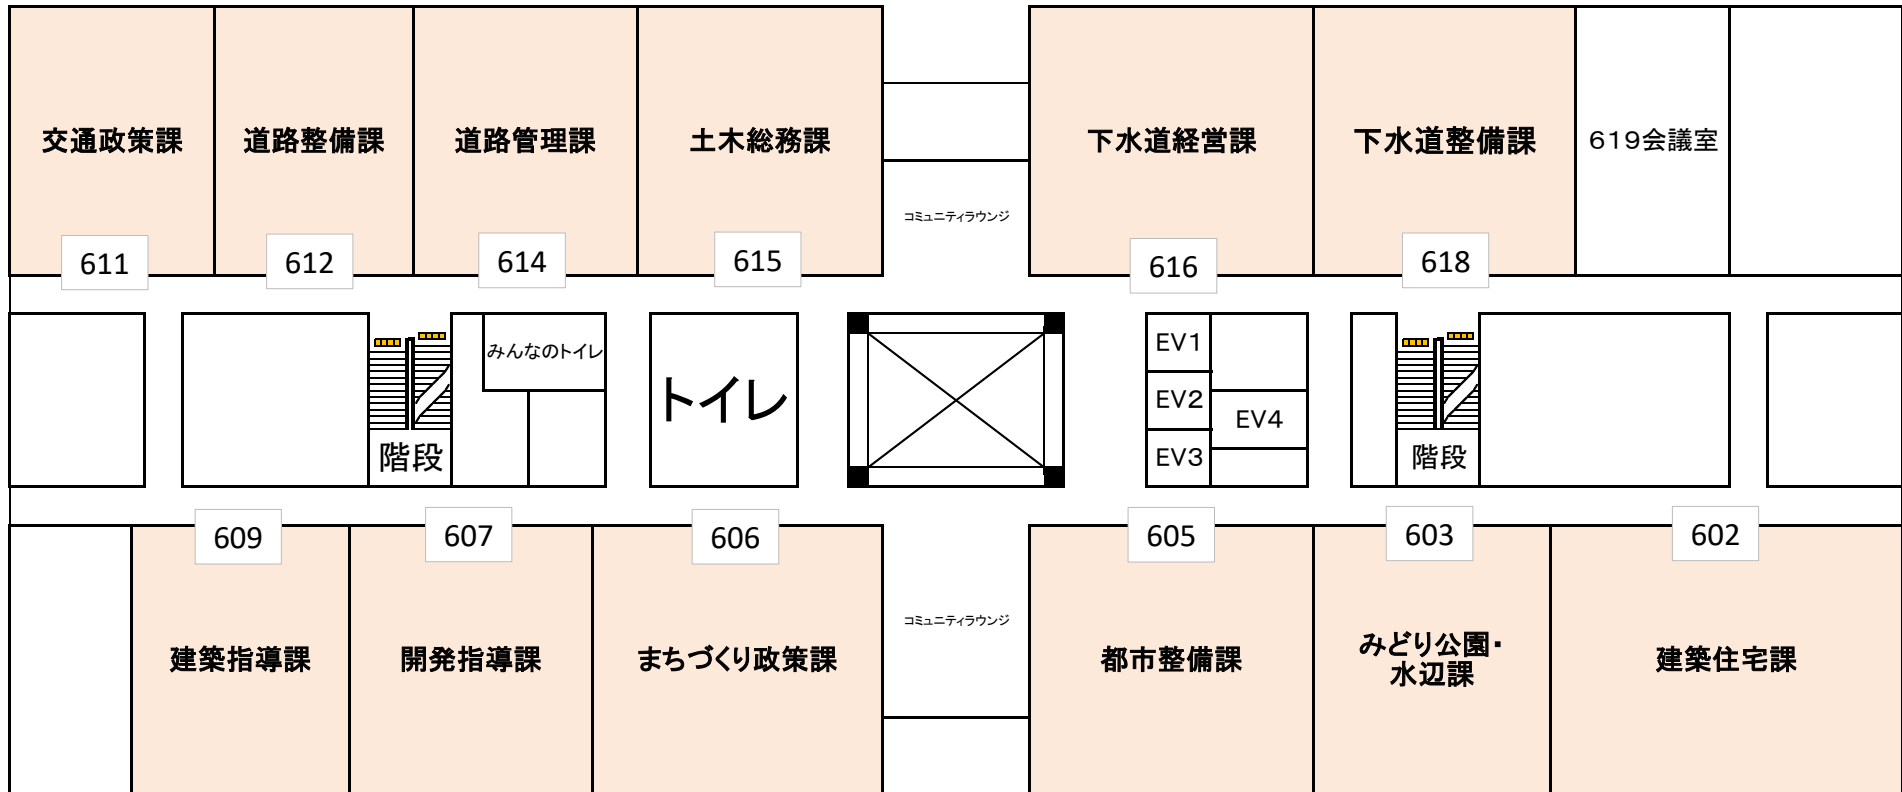 交通政策課
道路整備課
道路管理課
土木総務課
下水道経営課
下水道整備課
619会議室
コミュニティラウンジ
611
612
614
615
616
618
みんなのトイレ
トイレ
階段
EV1
EV2
EV3
EV4
階段
609
607
606
605
603
602
コミュニティラウンジ
建築指導課
開発指導課
まちづくり政策課
都市整備課
みどり公園・
水辺課
建築住宅課